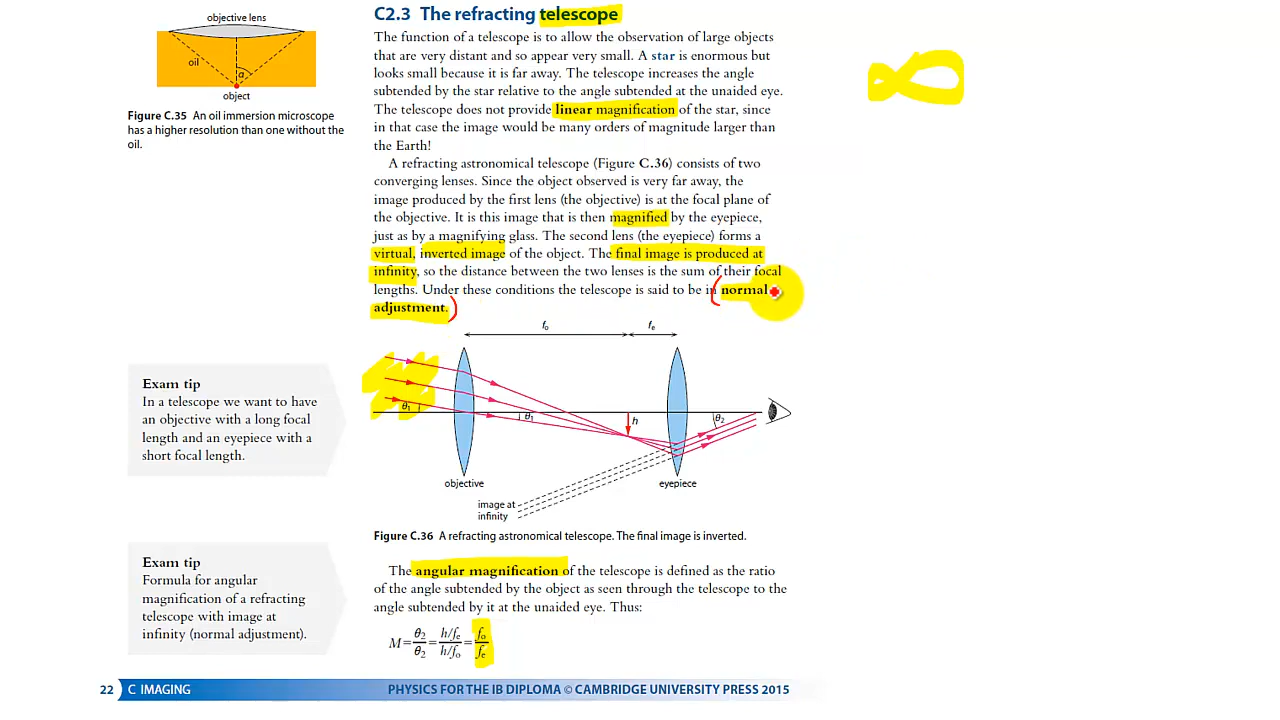 objective lens
oil
α
object
Figure C.35 An oil immersion microscope
has a higher resolution than one without the
oil.
C2.3 The refracting telescope
The function of a telescope is to allow the observation of large objects
that are very distant and so appear very small. A star is enormous but
looks small because it is far away. The telescope increases the angle
subtended by the star relative to the angle subtended at the unaided eye.
The telescope does not provide linear magnification of the star, since
in that case the image would be many orders of magnitude larger than
the Earth!
A refracting astronomical telescope (Figure C.36) consists of two
converging lenses. Since the object observed is very far away, the
image produced by the first lens (the objective) is at the focal plane of
the objective. It is this image that is then magnified by the eyepiece,
just as by a magnifying glass. The second lens (the eyepiece) forms a
virtual, inverted image of the object. The final image is produced at
infinity, so the distance between the two lenses is the sum of their focal
lengths. Under these conditions the telescope is said to be in normal
adjustment.
fo
fe
θ1
θ1
h
θ2
objective
eyepiece
image at
infinity
Figure C.36 A refracting astronomical telescope. The final image is inverted.
Exam tip
In a telescope we want to have
an objective with a long focal
length and an eyepiece with a
short focal length.
The angular magnification of the telescope is defined as the ratio
of the angle subtended by the object as seen through the telescope to the
angle subtended by it at the unaided eye. Thus:
M = θ2/θ2 = (h/fe)/(h/fo) = fo/fe
Exam tip
Formula for angular
magnification of a refracting
telescope with image at
infinity (normal adjustment).
22 C IMAGING
PHYSICS FOR THE IB DIPLOMA © CAMBRIDGE UNIVERSITY PRESS 2015